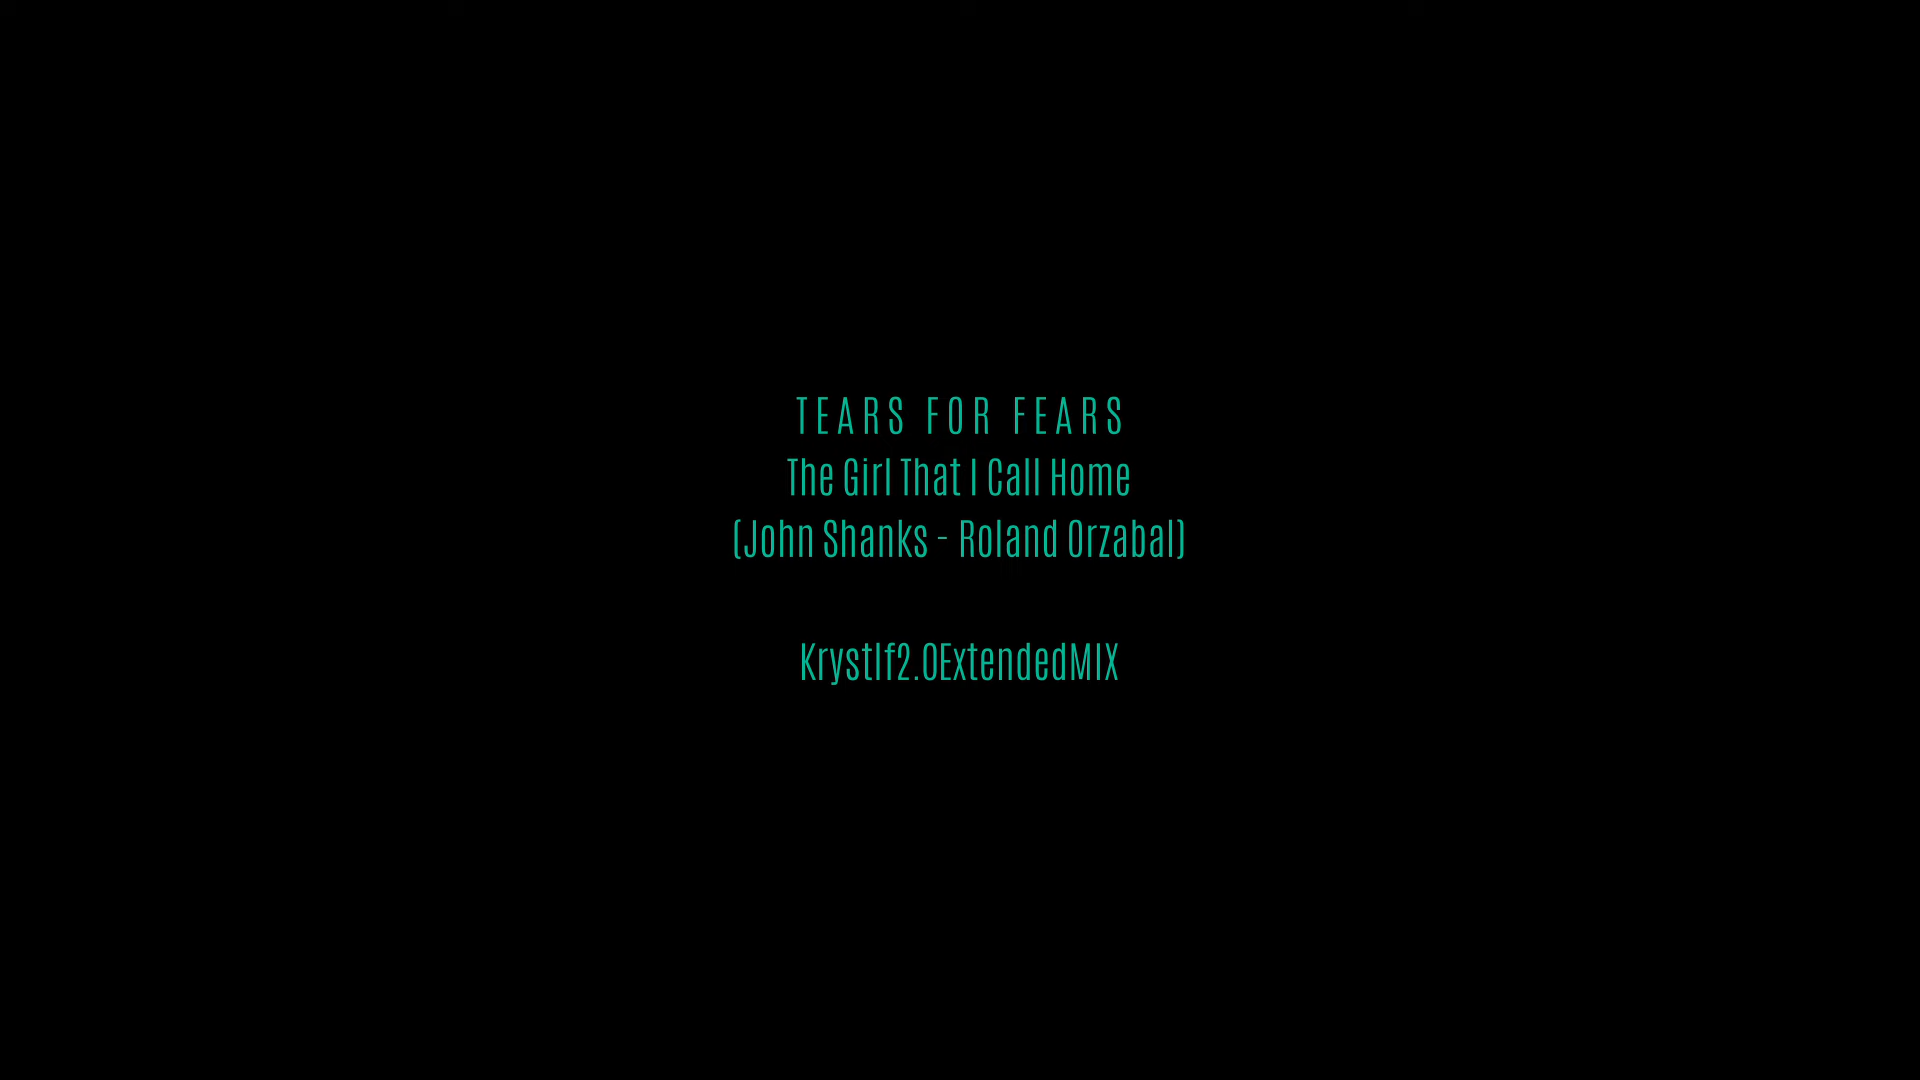 TEARS FOR FEARS
The Girl That I Call Home
(John Shanks - Roland Orzabal)
Krystlf2.0ExtendedMIX